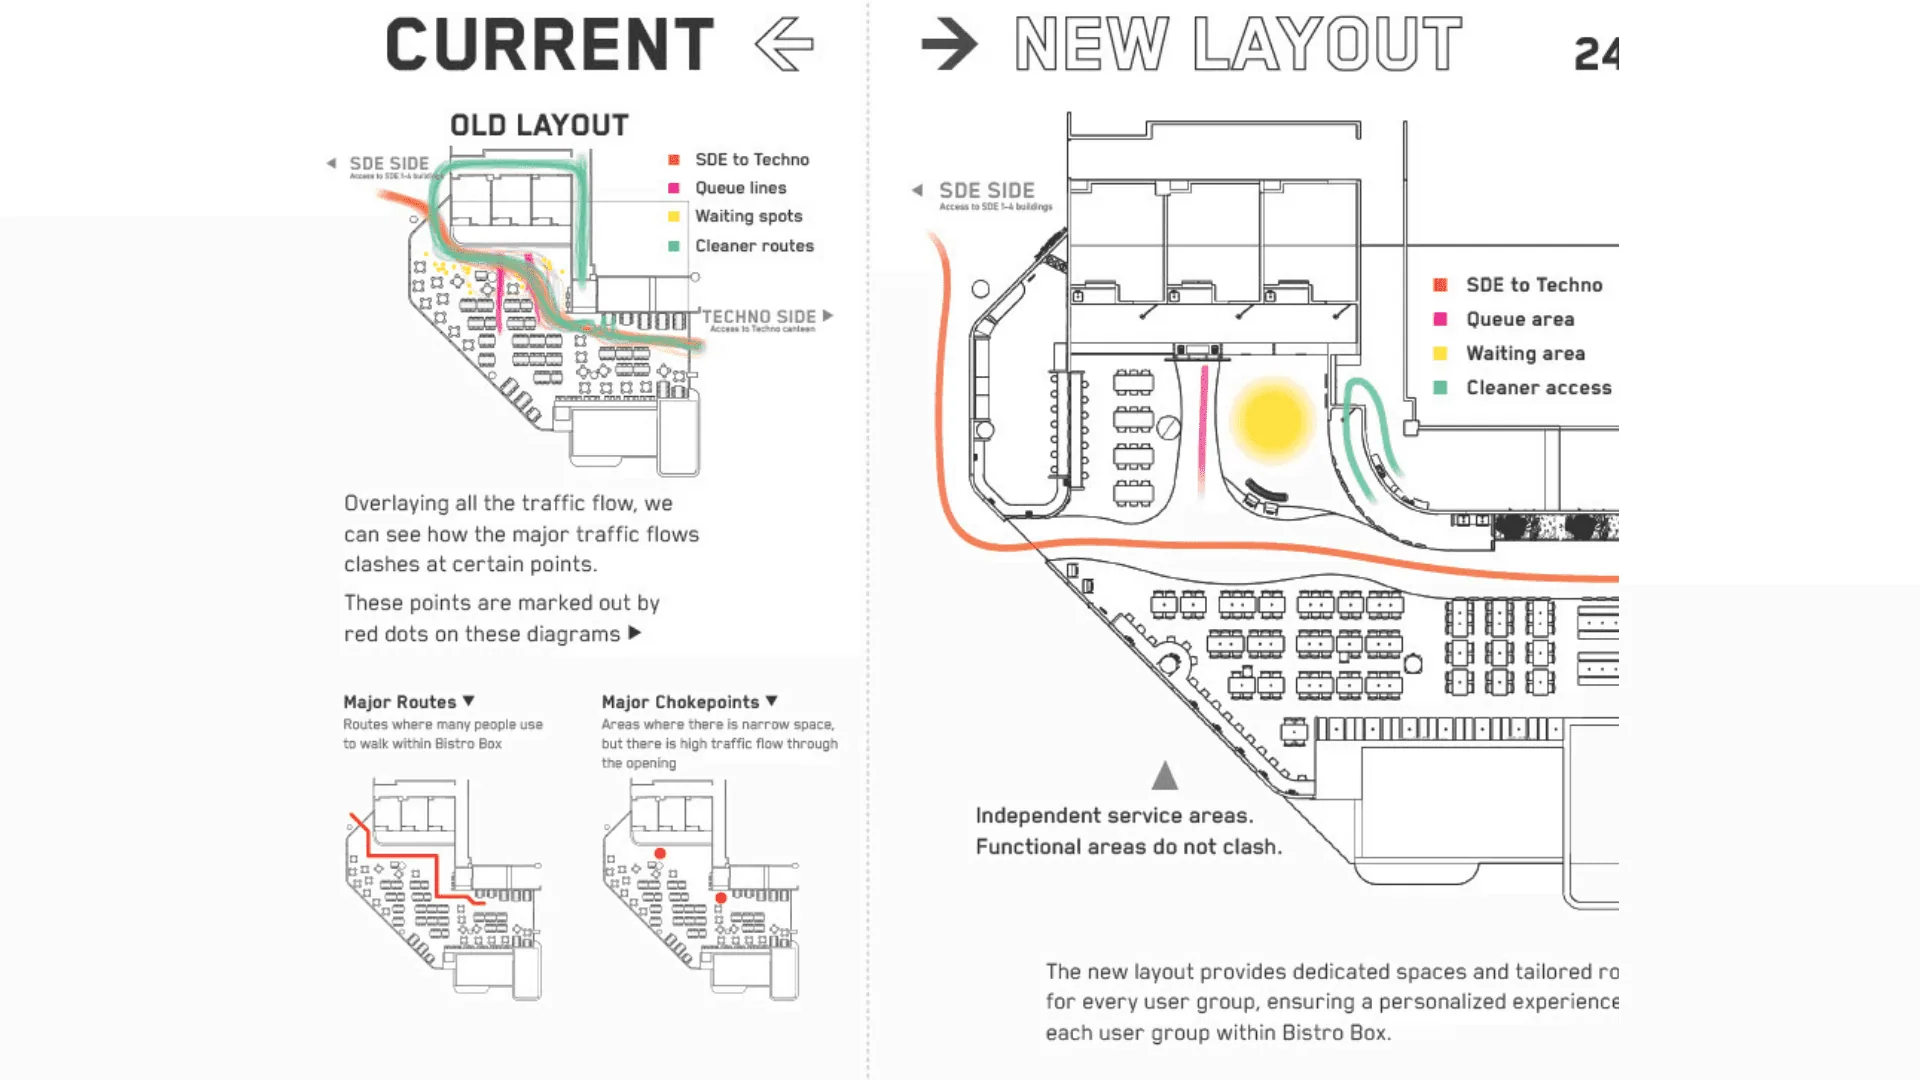 CURRENT
OLD LAYOUT
SDE SIDE
Access to SDE 1-4 buildings
SDE to Techno
Queue lines
Waiting spots
Cleaner routes
TECHNO SIDE
Access to Techno canteen
Overlaying all the traffic flow, we
can see how the major traffic flows
clashes at certain points.
These points are marked out by
red dots on these diagrams
Major Routes
Routes where many people use
to walk within Bistro Box
Major Chokepoints
Areas where there is narrow space,
but there is high traffic flow through
the opening
NEW LAYOUT
24
SDE SIDE
Access to SDE 1-4 buildings
SDE to Techno
Queue area
Waiting area
Cleaner access
Independent service areas.
Functional areas do not clash.
The new layout provides dedicated spaces and tailored ro
for every user group, ensuring a personalized experience
each user group within Bistro Box.